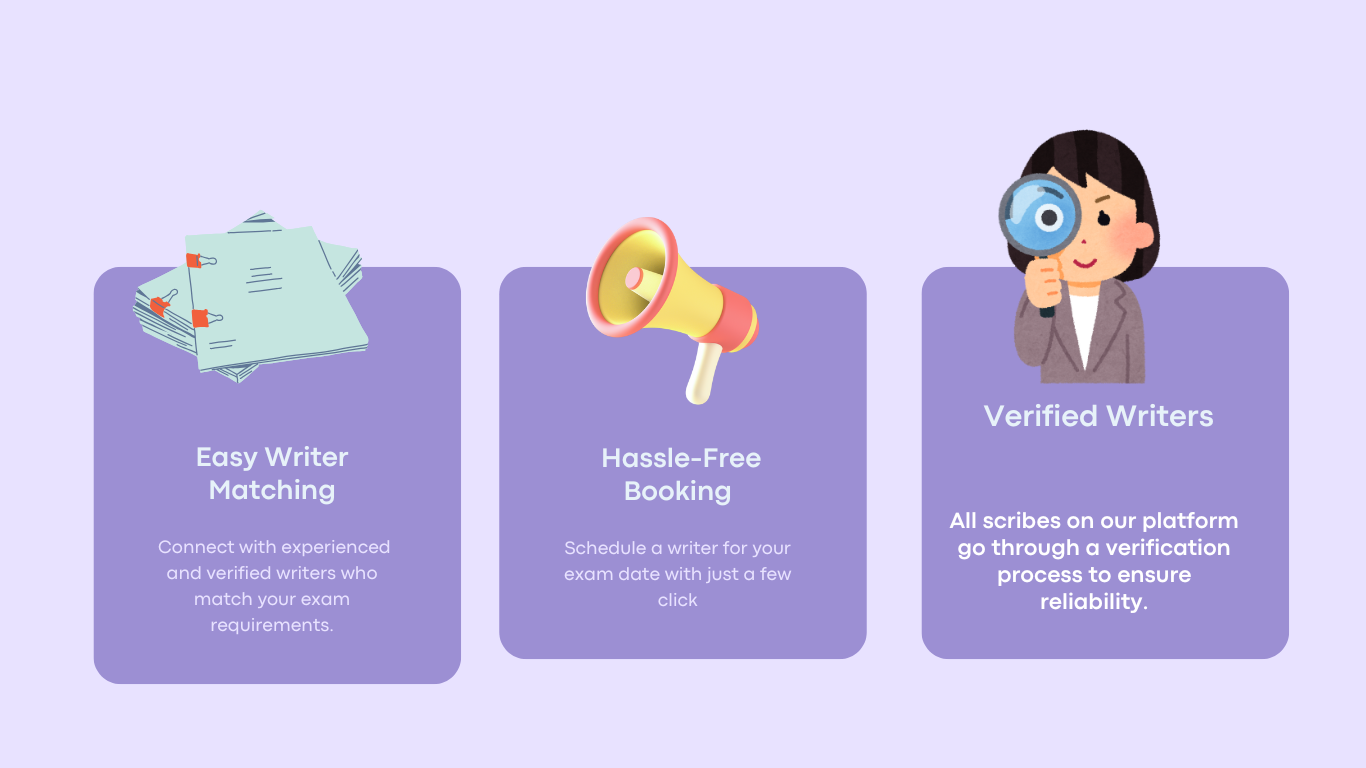 Easy Writer
Matching
Connect with experienced
and verified writers who
match your exam
requirements.
Hassle-Free
Booking
Schedule a writer for your
exam date with just a few
click
Verified Writers
All scribes on our platform
go through a verification
process to ensure
reliability.